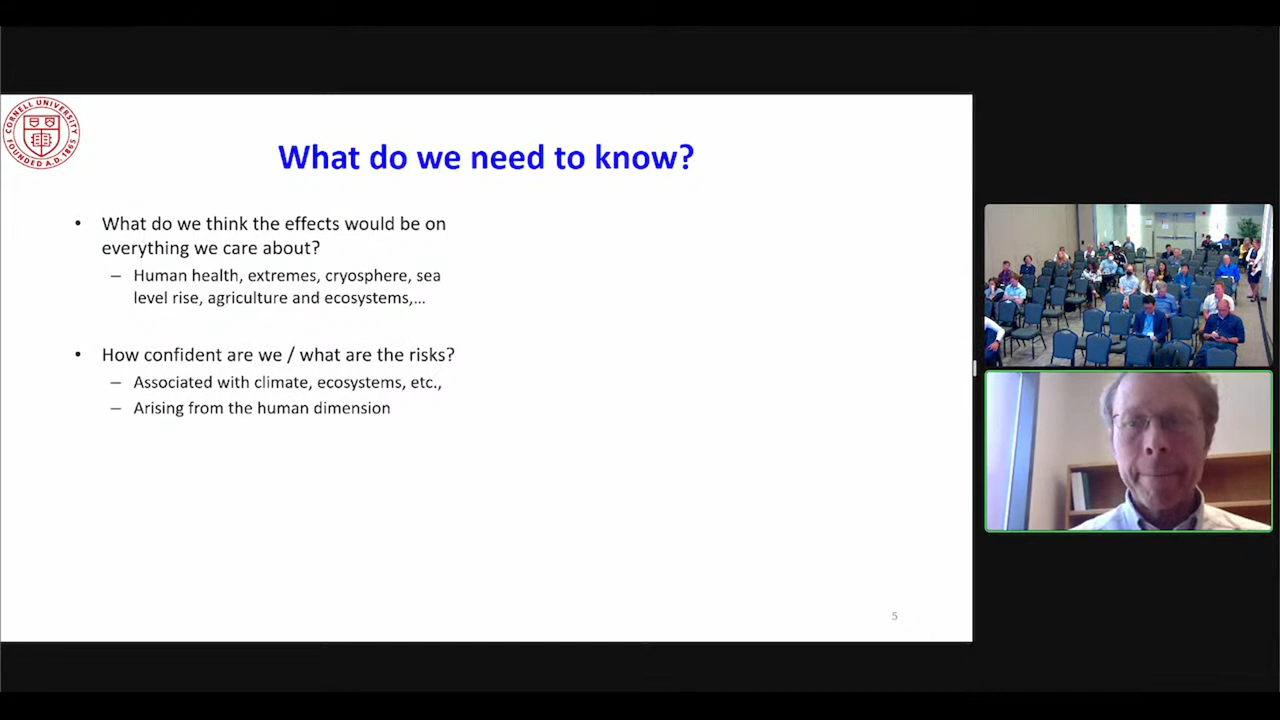 CORNELL UNIVERSITY
FOUNDED A.D. 1865
What do we need to know?
• What do we think the effects would be on
everything we care about?
– Human health, extremes, cryosphere, sea
level rise, agriculture and ecosystems,...
• How confident are we / what are the risks?
– Associated with climate, ecosystems, etc.,
– Arising from the human dimension
5